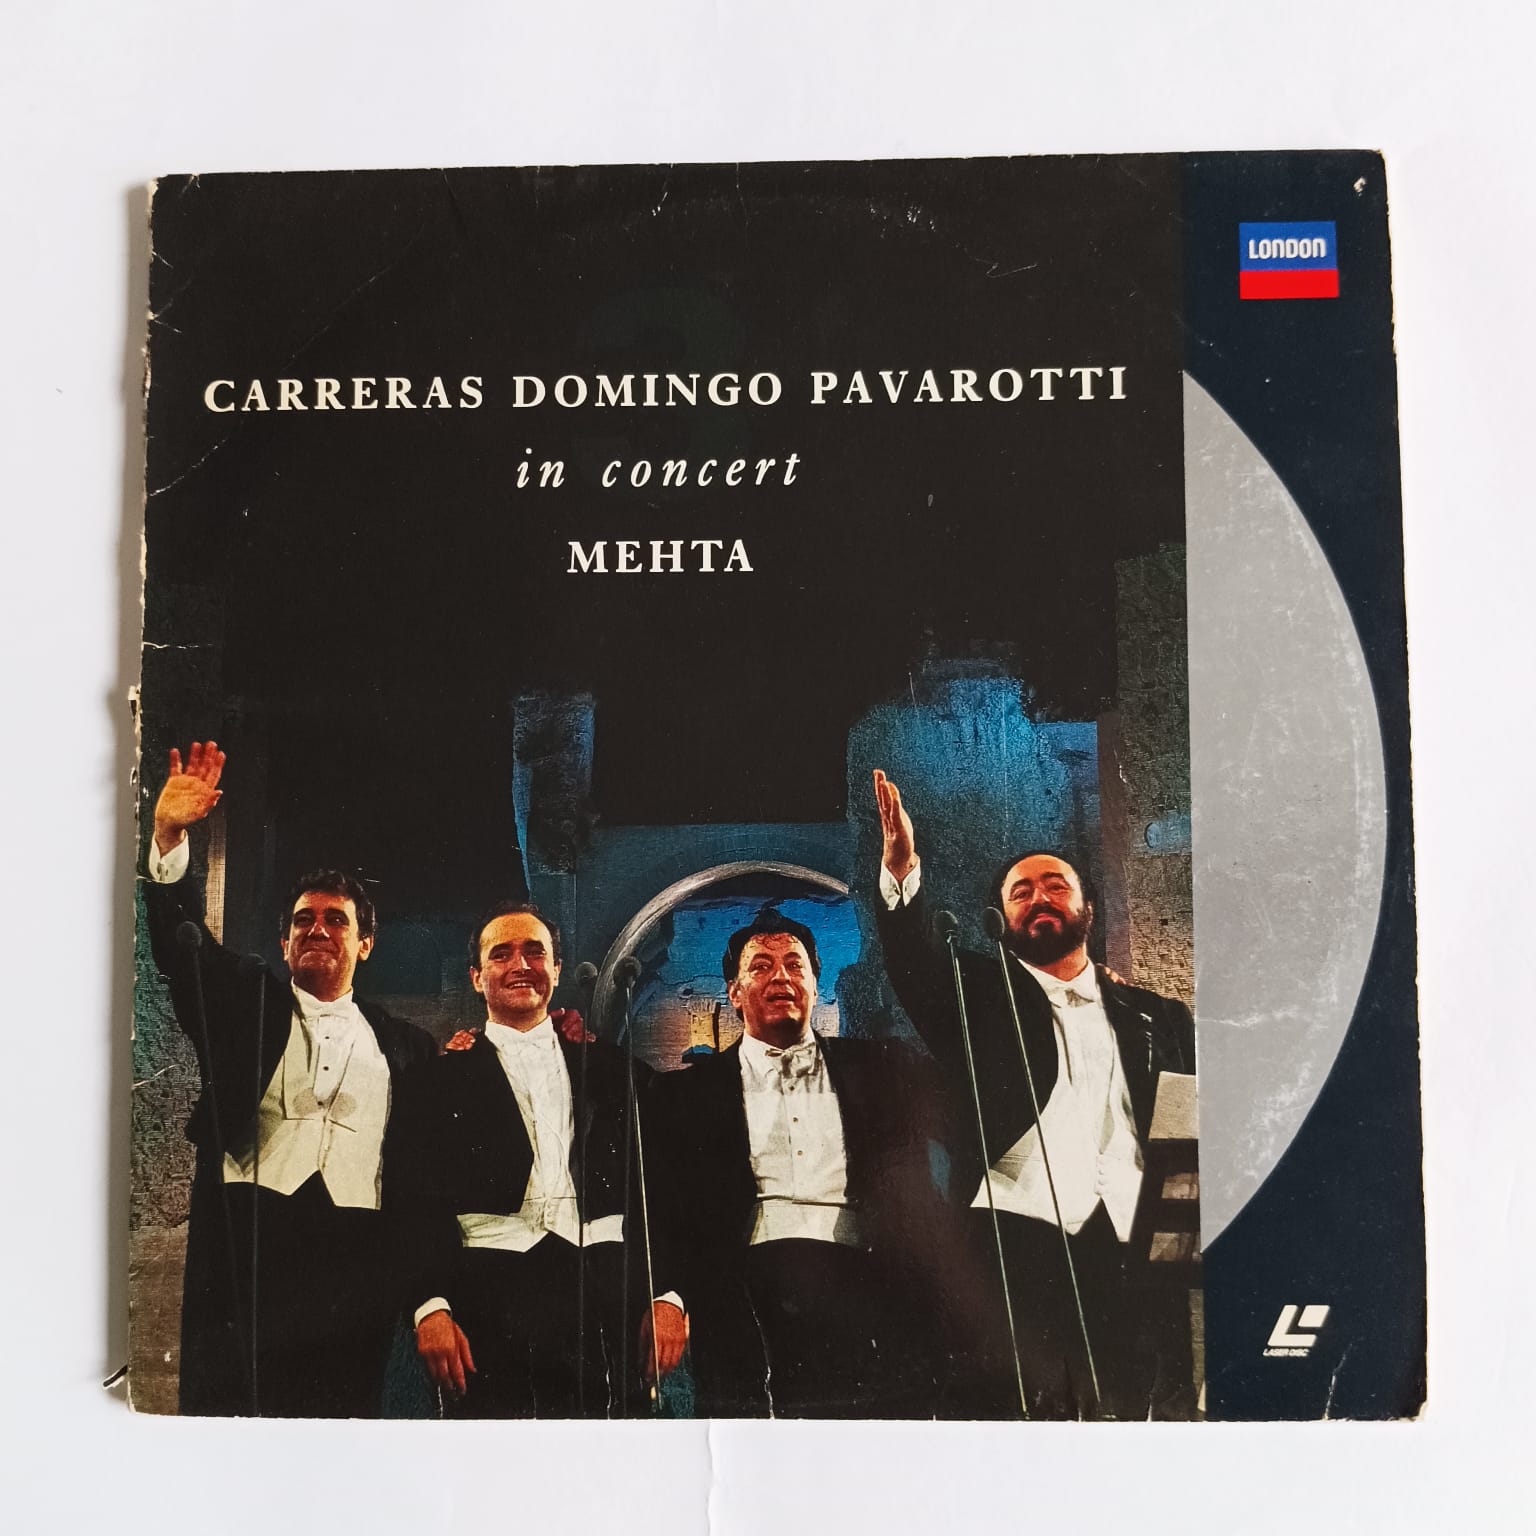 LONDON
CARRERAS DOMINGO PAVAROTTI
in concert
MEHTA
LASER DISC